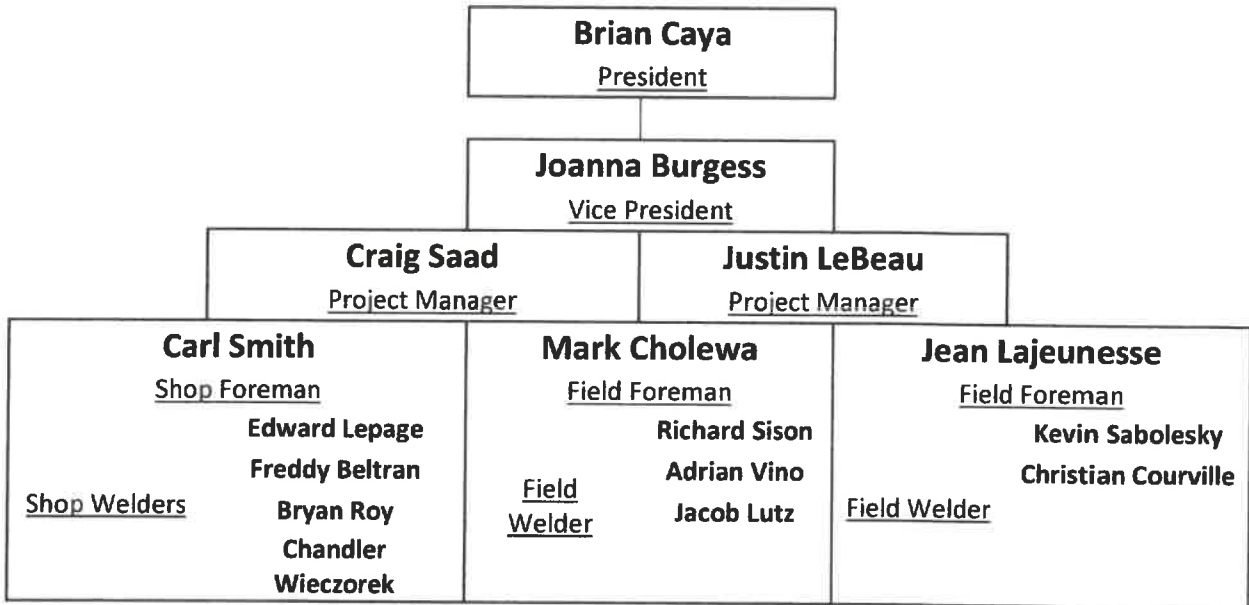 Brian Caya
President
Joanna Burgess
Vice President
Craig Saad
Project Manager
Justin LeBeau
Project Manager
Carl Smith
Shop Foreman
Shop Welders
Edward Lepage
Freddy Beltran
Bryan Roy
Chandler
Wieczorek
Mark Cholewa
Field Foreman
Field
Welder
Richard Sison
Adrian Vino
Jacob Lutz
Jean Lajeunesse
Field Foreman
Field Welder
Kevin Sabolesky
Christian Courville